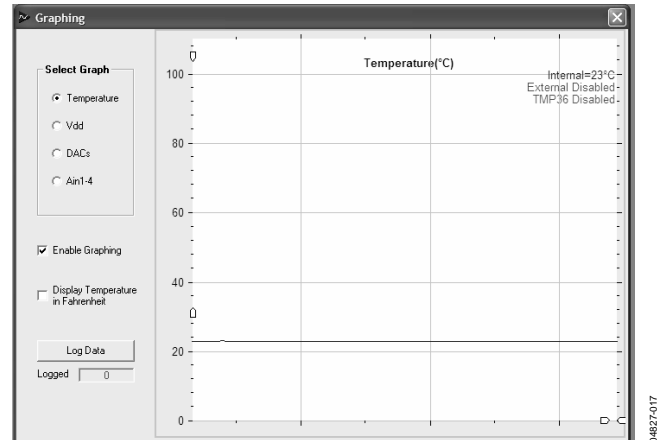 Graphing
Select Graph
Temperature
Vdd
DACs
Ain1-4
Enable Graphing
Display Temperature
in Fahrenheit
Log Data
Logged 0
Temperature(°C)
Internal=23°C
External Disabled
TMP36 Disabled
100
80
60
40
20
0
04827-017